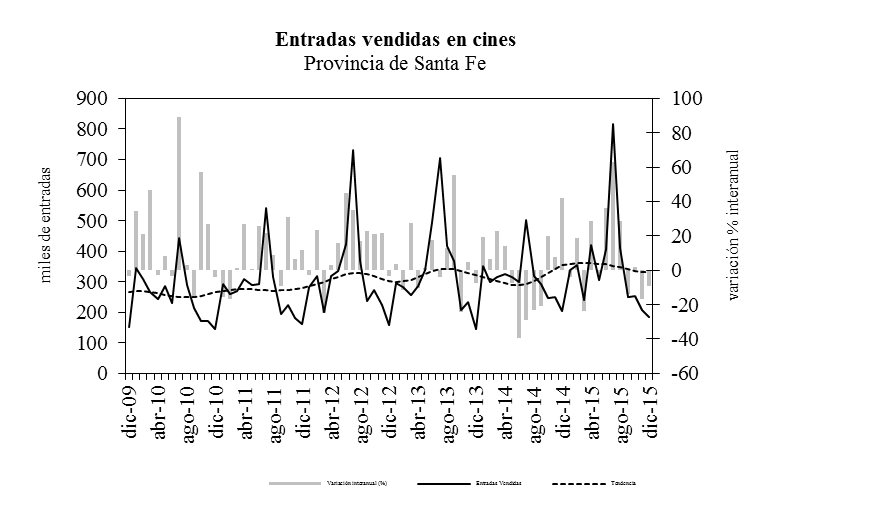 Entradas vendidas en cines
Provincia de Santa Fe
miles de entradas
900
800
700
600
500
400
300
200
100
0
100
80
60
40
20
0
-20
-40
-60
variación % interanual
dic-09
abr-10
ago-10
dic-10
abr-11
ago-11
dic-11
abr-12
ago-12
dic-12
abr-13
ago-13
dic-13
abr-14
ago-14
dic-14
abr-15
ago-15
dic-15
Variación interanual (%) Entradas Vendidas Tendencia